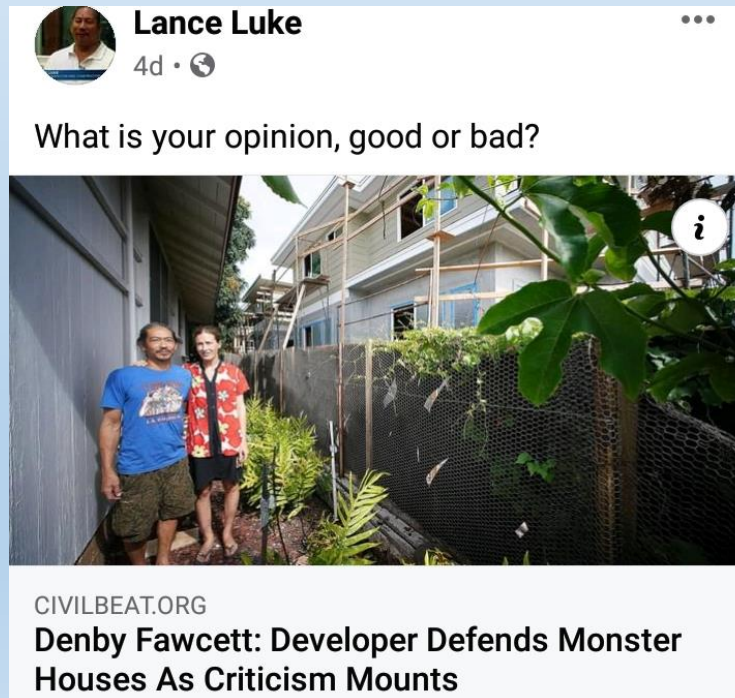 Lance Luke
4d
What is your opinion, good or bad?
i
CIVILBEAT.ORG
Denby Fawcett: Developer Defends Monster
Houses As Criticism Mounts